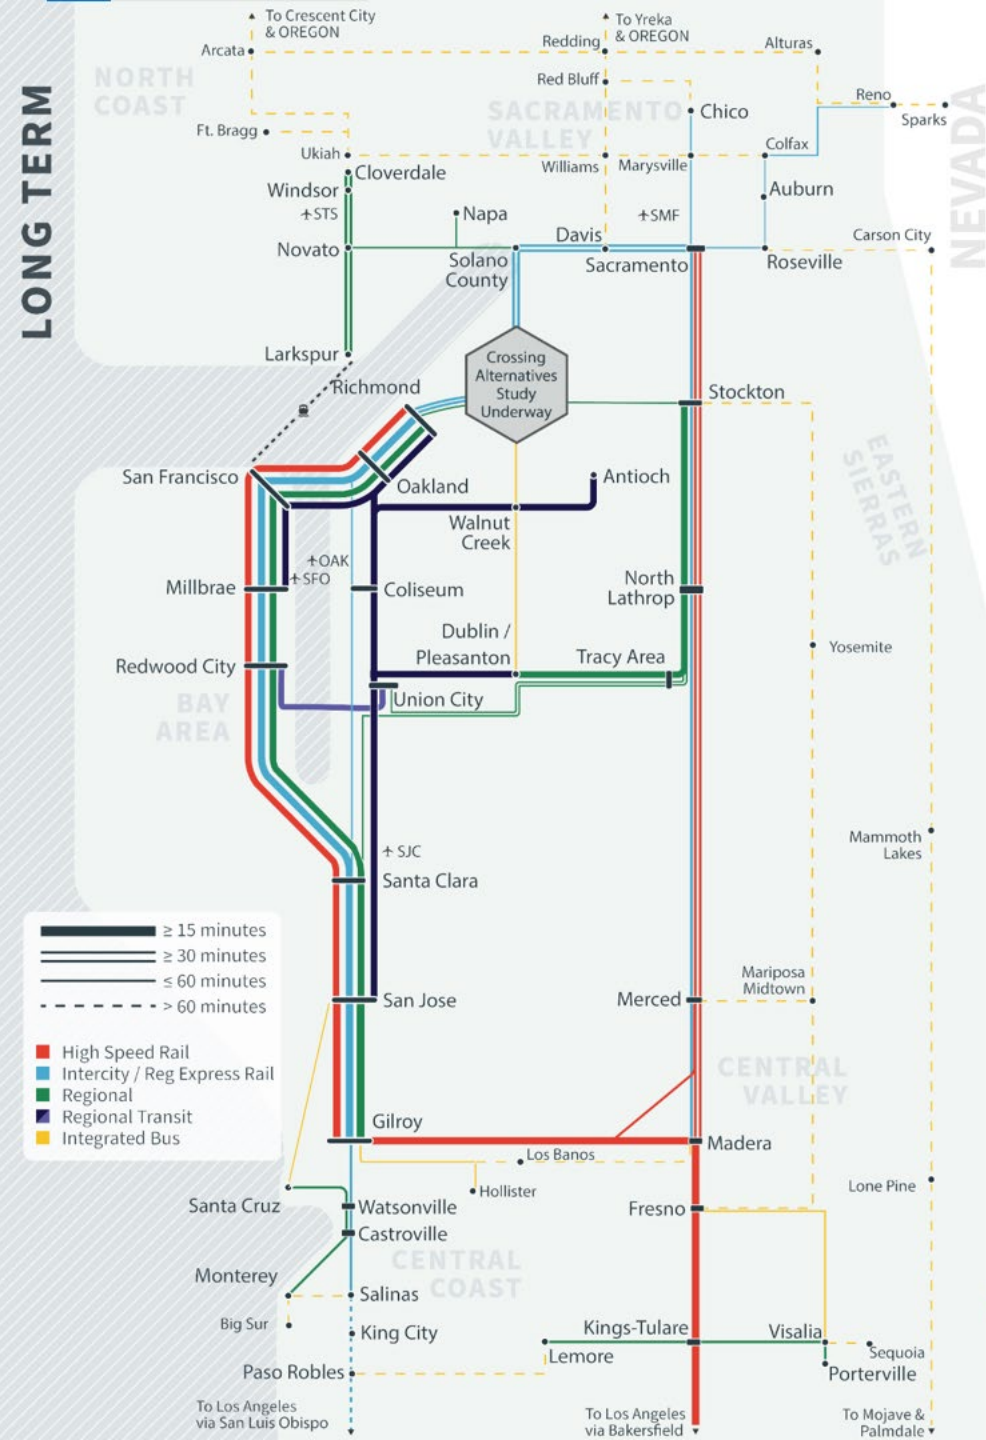 LONG TERM
To Crescent City
& OREGON
To Yreka
& OREGON
Arcata
Redding
Alturas
NORTH
COAST
Red Bluff
SACRAMENTO
VALLEY
Chico
Reno
Sparks
NEVADA
Ft. Bragg
Ukiah
Williams
Marysville
Colfax
Cloverdale
Windsor
STS
Napa
SMF
Auburn
Novato
Solano
County
Davis
Sacramento
Roseville
Carson City
Larkspur
Richmond
Crossing
Alternatives
Study
Underway
Stockton
San Francisco
Oakland
Antioch
EASTERN
SIERRAS
Walnut
Creek
OAK
SFO
Millbrae
Coliseum
North
Lathrop
Dublin /
Pleasanton
Tracy Area
Yosemite
Redwood City
Union City
BAY
AREA
SJC
Mammoth
Lakes
Santa Clara
≥ 15 minutes
≥ 30 minutes
≤ 60 minutes
> 60 minutes
High Speed Rail
Intercity / Reg Express Rail
Regional
Regional Transit
Integrated Bus
San Jose
Merced
Mariposa
Midtown
CENTRAL
VALLEY
Gilroy
Madera
Los Banos
Hollister
Lone Pine
Santa Cruz
Watsonville
Castroville
Fresno
CENTRAL
COAST
Monterey
Salinas
Big Sur
King City
Kings-Tulare
Visalia
Lemore
Sequoia
Porterville
Paso Robles
To Los Angeles
via San Luis Obispo
To Los Angeles
via Bakersfield
To Mojave &
Palmdale